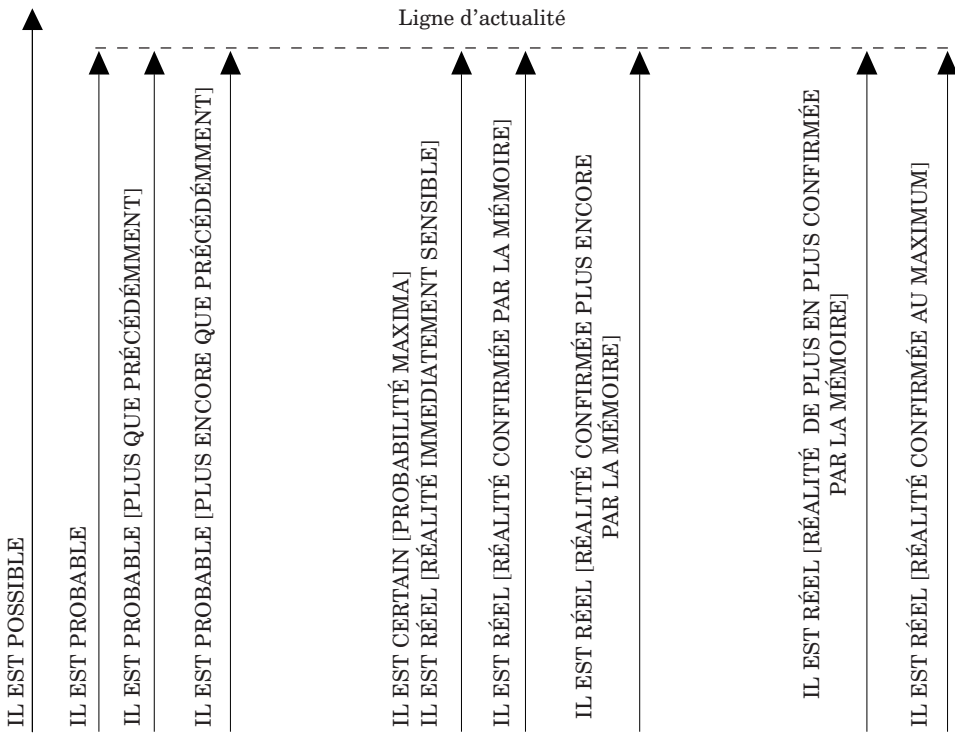 Ligne d'actualité
IL EST POSSIBLE
IL EST PROBABLE
IL EST PROBABLE [PLUS QUE PRÉCÉDÉMMENT]
IL EST PROBABLE [PLUS ENCORE QUE PRÉCÉDÉMMENT]
IL EST CERTAIN [PROBABILITÉ MAXIMA]
IL EST RÉEL [RÉALITÉ IMMEDIATEMENT SENSIBLE]
IL EST RÉEL [RÉALITÉ CONFIRMÉE PAR LA MÉMOIRE]
IL EST RÉEL [RÉALITÉ CONFIRMÉE PLUS ENCORE
PAR LA MÉMOIRE]
IL EST RÉEL [RÉALITÉ DE PLUS EN PLUS CONFIRMÉE
PAR LA MÉMOIRE]
IL EST RÉEL [RÉALITÉ CONFIRMÉE AU MAXIMUM]